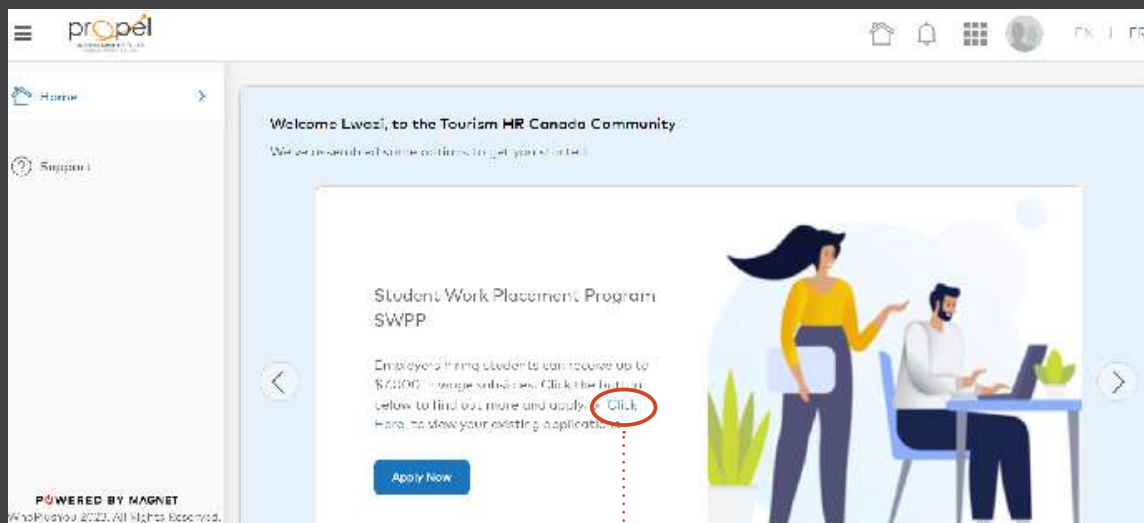 propel
EN | FR
Home
Support
Welcome Lwazi, to the Tourism HR Canada Community
We've assembled some options to get you started
Student Work Placement Program
SWPP
Employers hiring students can receive up to
$7,000 in wage subsidies. Click the button
below to find out more and apply. Click
Here, to view your existing applications
Apply Now
POWERED BY MAGNET
WhoPlusYou 2023. All Rights Reserved.